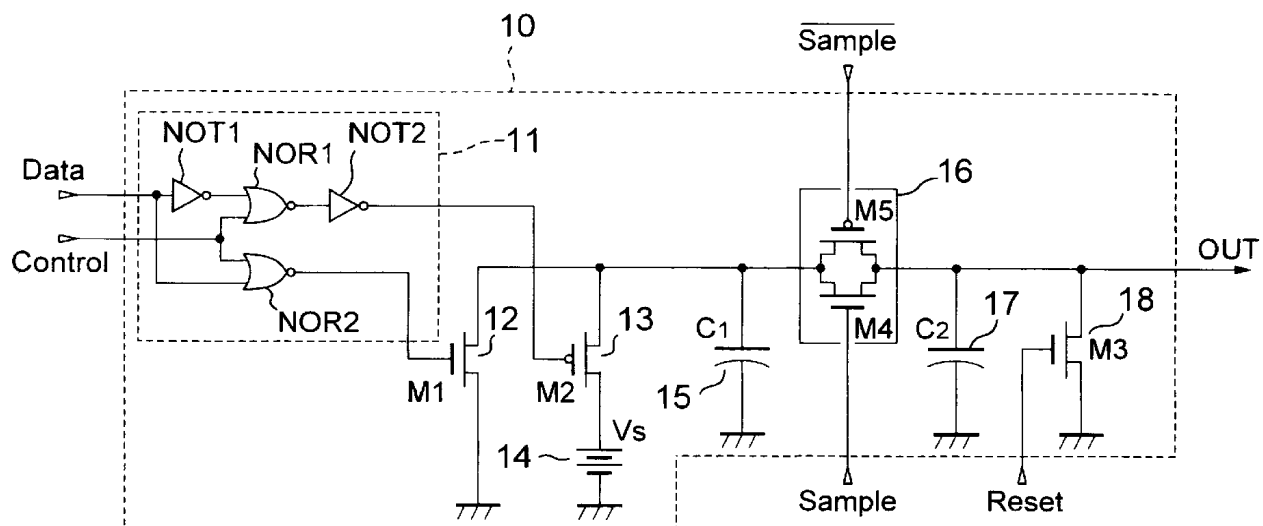 10
Sample
NOT1
NOT2
11
NOR1
Data
16
M5
Control
OUT
NOR2
12
13
C1
M4
C2
17
18
M3
M1
M2
15
Vs
14
Sample
Reset